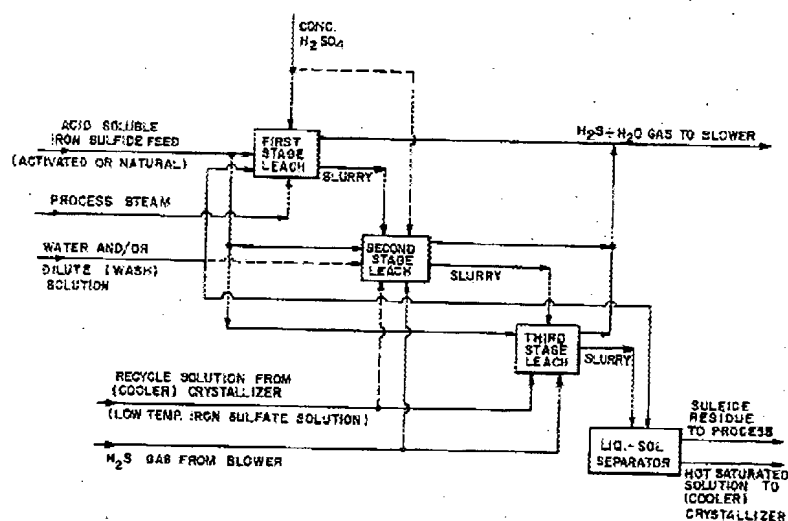 CONC.
H2SO4
ACID SOLUBLE
IRON SULFIDE FEED
(ACTIVATED OR NATURAL)
FIRST
STAGE
LEACH
H2S+H2O GAS TO BLOWER
SLURRY
PROCESS STEAM
WATER AND/OR
DILUTE (WASH)
SOLUTION
SECOND
STAGE
LEACH
SLURRY
THIRD
STAGE
LEACH
SLURRY
RECYCLE SOLUTION FROM
(COOLER) CRYSTALLIZER
(LOW TEMP. IRON SULFATE SOLUTION)
H2S GAS FROM BLOWER
LIQ.-SOL
SEPARATOR
SULFIDE
RESIDUE
TO PROCESS
HOT SATURATED
SOLUTION TO
(COOLER)
CRYSTALLIZER